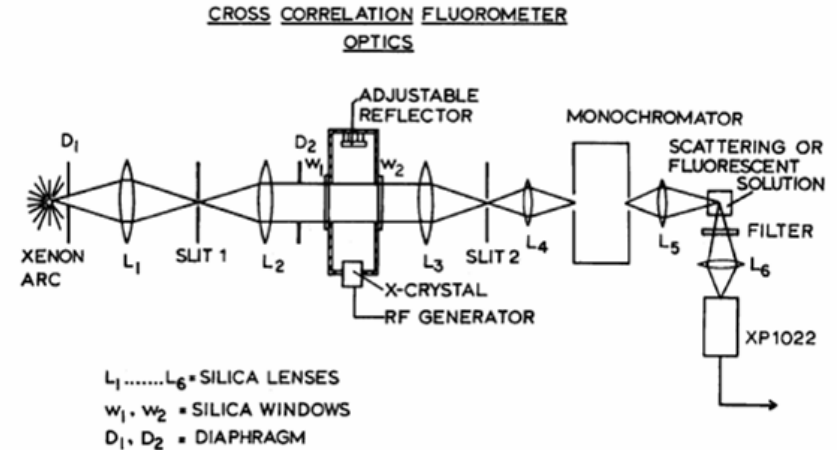 CROSS CORRELATION FLUOROMETER
OPTICS
ADJUSTABLE
REFLECTOR
MONOCHROMATOR
D1
D2
W1
W2
SCATTERING OR
FLUORESCENT
SOLUTION
XENON
ARC
L1
SLIT 1
L2
L3
SLIT 2
L4
L5
FILTER
L6
X-CRYSTAL
RF GENERATOR
XP1022
L1.......L6 = SILICA LENSES
W1, W2 = SILICA WINDOWS
D1, D2 = DIAPHRAGM